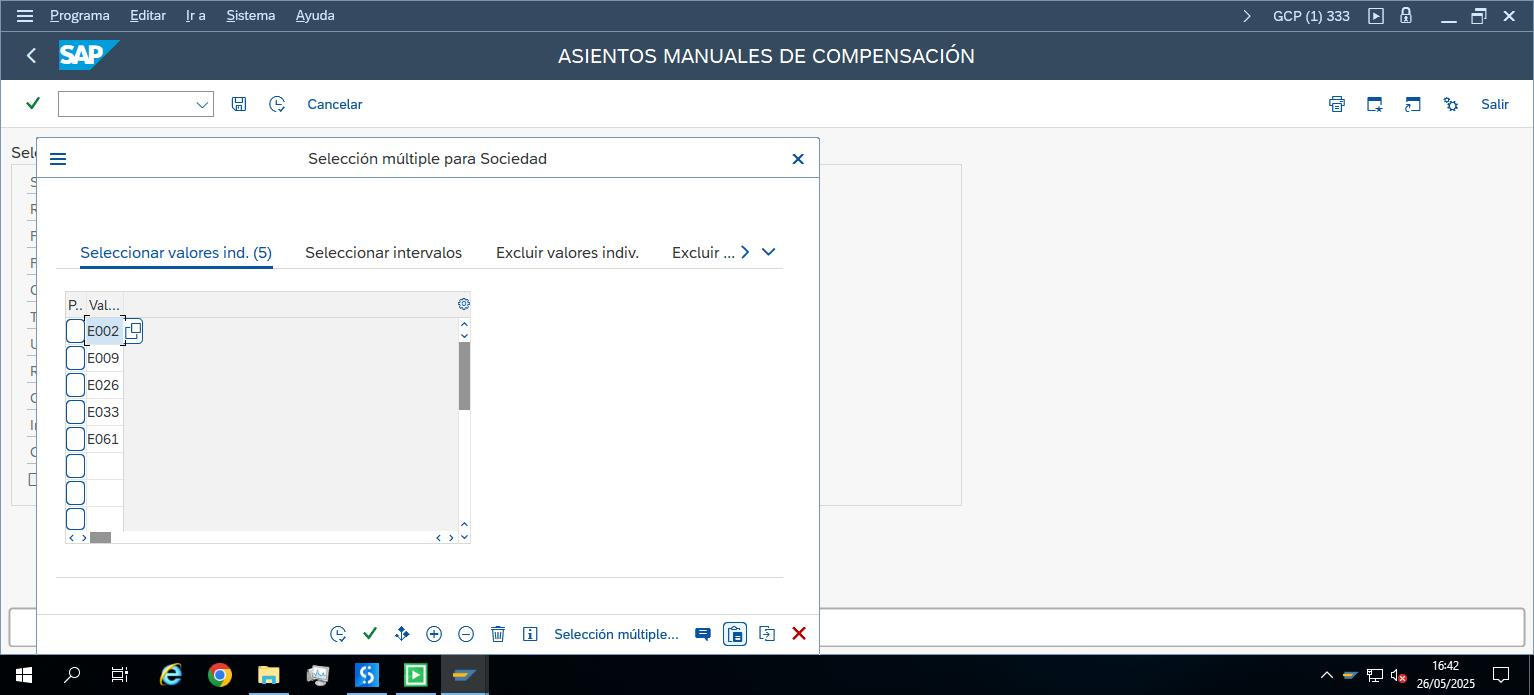 Programa Editar Ir a Sistema Ayuda GCP (1) 333
SAP ASIENTOS MANUALES DE COMPENSACIÓN
Cancelar Salir
Selección múltiple para Sociedad
Seleccionar valores ind. (5) Seleccionar intervalos Excluir valores indiv. Excluir ...
P.. Val...
E002
E009
E026
E033
E061
Selección múltiple...
16:42
26/05/2025